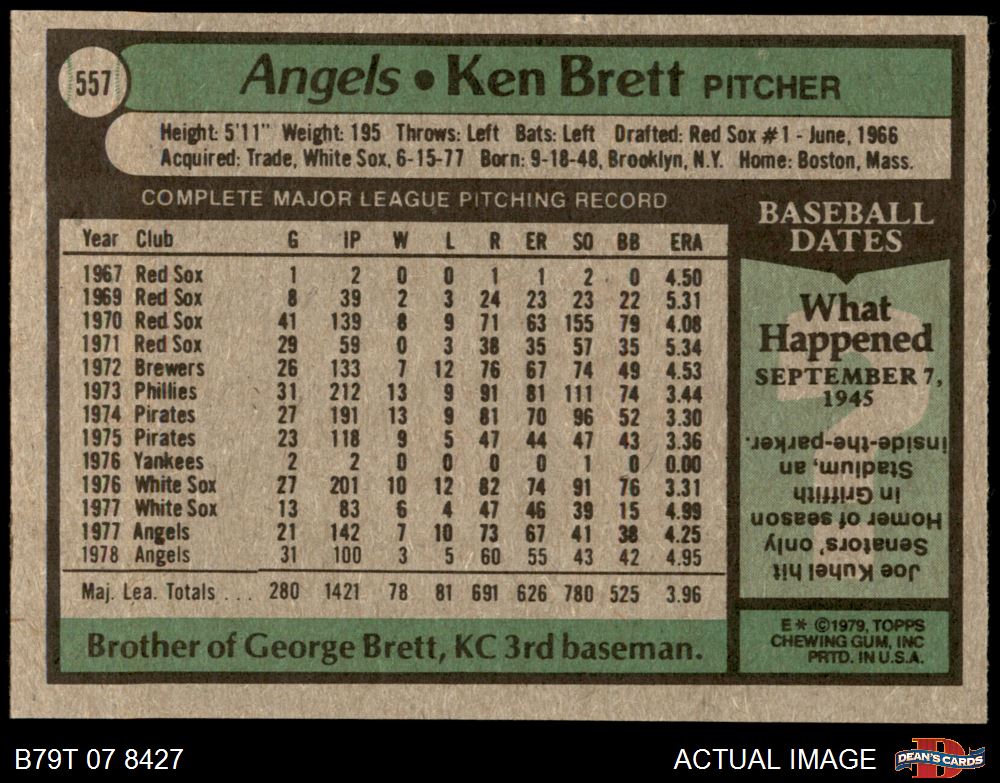 557
Angels • Ken Brett PITCHER
Height: 5'11" Weight: 195 Throws: Left Bats: Left Drafted: Red Sox #1 - June, 1966
Acquired: Trade, White Sox, 6-15-77 Born: 9-18-48, Brooklyn, N.Y. Home: Boston, Mass.
COMPLETE MAJOR LEAGUE PITCHING RECORD
Year Club G IP W L R ER SO BB ERA
1967 Red Sox 1 2 0 0 1 1 2 0 4.50
1969 Red Sox 8 39 2 3 24 23 23 22 5.31
1970 Red Sox 41 139 8 9 71 63 155 79 4.08
1971 Red Sox 29 59 0 3 38 35 57 35 5.34
1972 Brewers 26 133 7 12 76 67 74 49 4.53
1973 Phillies 31 212 13 9 91 81 111 74 3.44
1974 Pirates 27 191 13 9 81 70 96 52 3.30
1975 Pirates 23 118 9 5 47 44 47 43 3.36
1976 Yankees 2 2 0 0 0 0 1 0 0.00
1976 White Sox 27 201 10 12 82 74 91 76 3.31
1977 White Sox 13 83 6 4 47 46 39 15 4.99
1977 Angels 21 142 7 10 73 67 41 38 4.25
1978 Angels 31 100 3 5 60 55 43 42 4.95
Maj. Lea. Totals . . . 280 1421 78 81 691 626 780 525 3.96
Brother of George Brett, KC 3rd baseman.
BASEBALL
DATES
What
Happened
SEPTEMBER 7,
1945
Joe Kuhel hit
Senators' only
Homer of season
in Griffith
Stadium, an
inside-the-parker.
E* ©1979, TOPPS
CHEWING GUM, INC
PRTD. IN U.S.A.
B79T 07 8427
ACTUAL IMAGE
D
DEAN'S CARDS